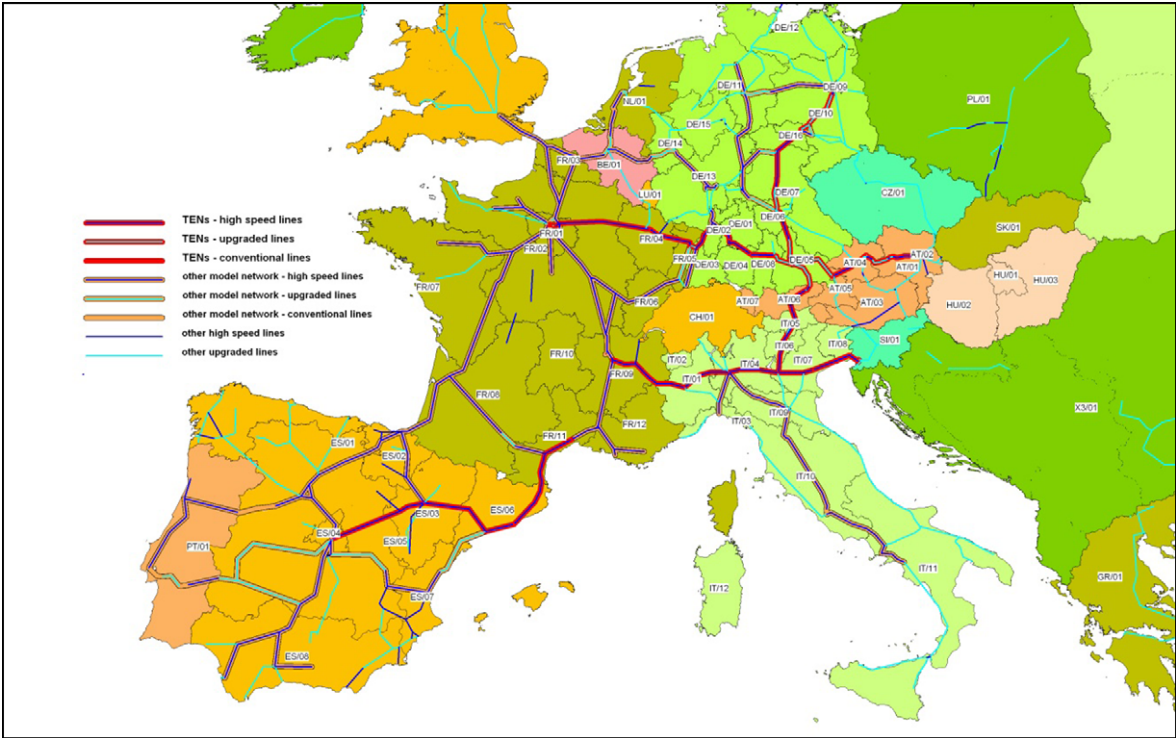 DE/12
DE/11
DE/09
PL/01
NL/01
DE/10
DE/15
DE/16
DE/14
FR/03
BE/01
DE/13
DE/07
CZ/01
LU/01
TENs - high speed lines
TENs - upgraded lines
TENs - conventional lines
other model network - high speed lines
other model network - upgraded lines
other model network - conventional lines
other high speed lines
other upgraded lines
DE/06
DE/01
DE/02
FR/01
FR/04
SK/01
FR/02
FR/05
DE/03
DE/04
DE/08
DE/05
AT/04
AT/02
AT/01
HU/01
HU/03
FR/07
FR/06
AT/07
AT/06
AT/05
AT/03
HU/02
CH/01
IT/05
IT/06
IT/08
SI/01
FR/10
IT/02
IT/04
IT/07
FR/09
IT/01
FR/08
IT/09
X3/01
IT/03
FR/12
FR/11
ES/01
ES/02
IT/10
ES/03
ES/06
ES/04
ES/05
PT/01
IT/11
GR/01
IT/12
ES/07
ES/08